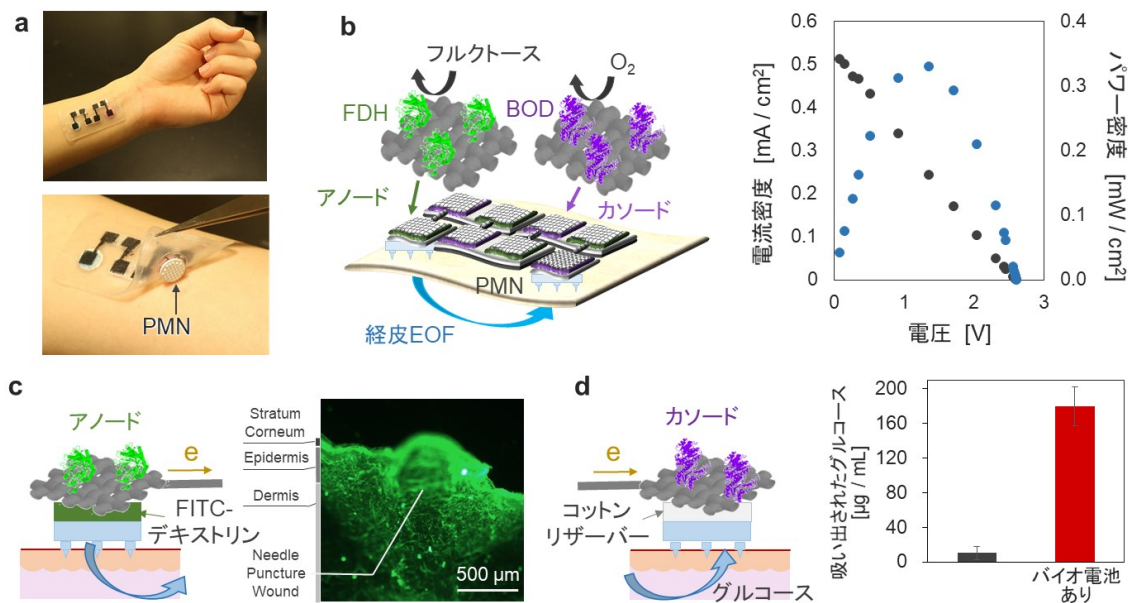 a
PMN
b
フルクトース
O2
FDH
BOD
アノード
カソード
PMN
経皮EOF
電流密度 [mA / cm²]
0.6
0.5
0.4
0.3
0.2
0.1
0
0.4
0.3
0.2
0.1
0.0
パワー密度 [mW / cm²]
0 1 2 3
電圧 [V]
c
アノード
e
FITC-
デキストリン
Stratum
Corneum
Epidermis
Dermis
Needle
Puncture
Wound
500 µm
d
カソード
e
コットン
リザーバー
グルコース
吸い出されたグルコース
[µg / mL]
200
160
120
80
40
0
バイオ電池
あり